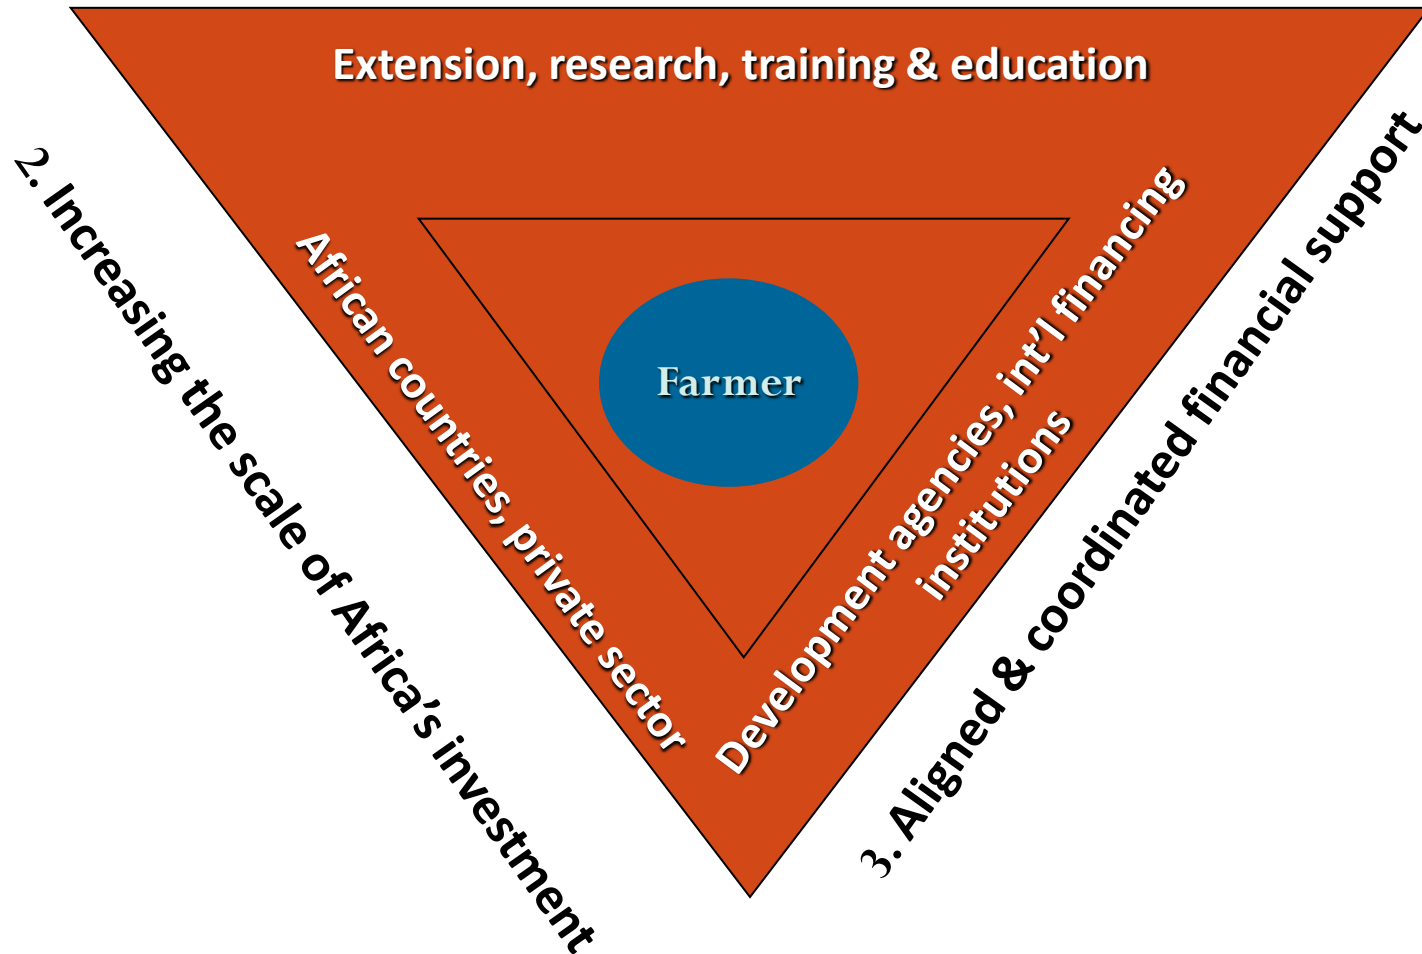 Extension, research, training & education
2. Increasing the scale of Africa’s investment
African countries, private sector
Farmer
Development agencies, int’l financing
institutions
3. Aligned & coordinated financial support